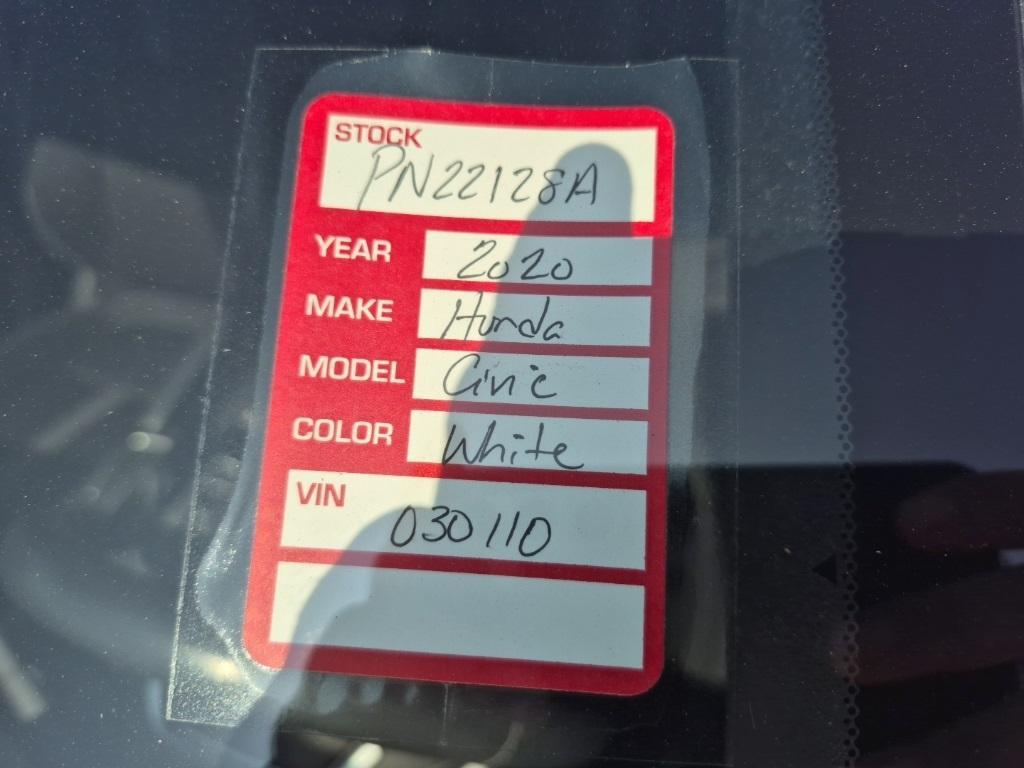 STOCK
PN22128A
YEAR 2020
MAKE Honda
MODEL Civic
COLOR White
VIN
030110